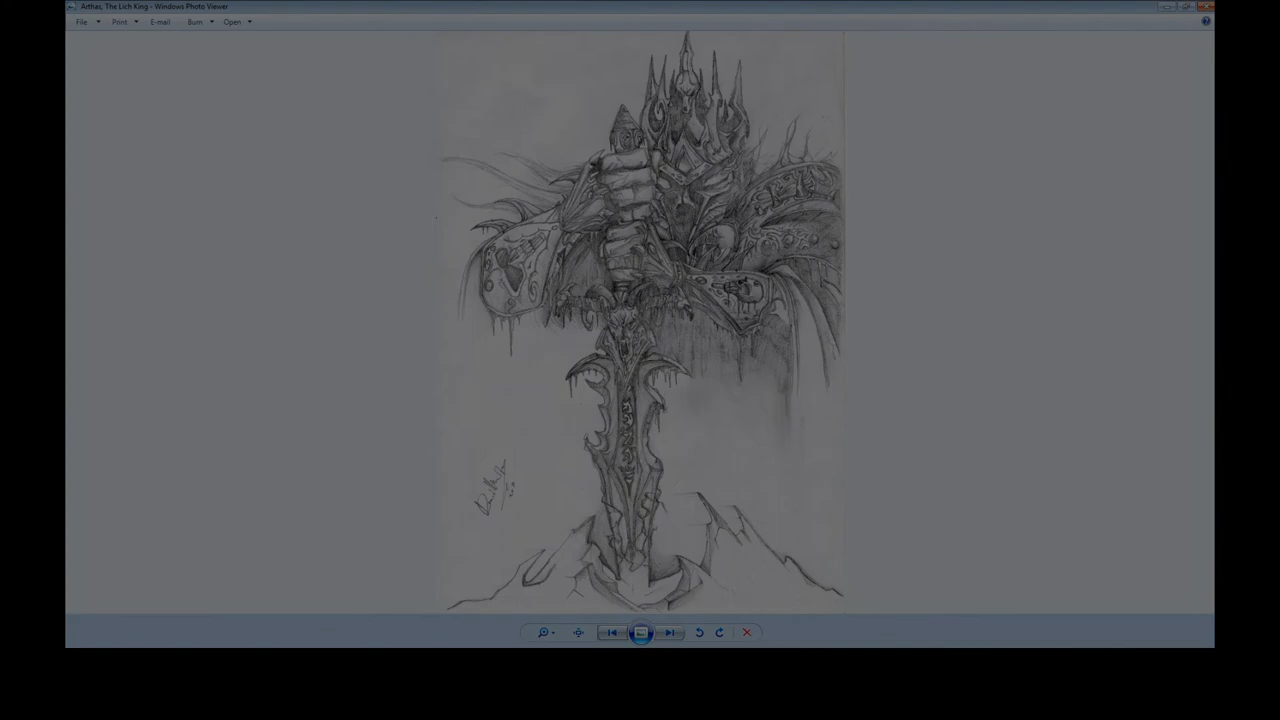 Arthas, The Lich King - Windows Photo Viewer
File Print E-mail Burn Open